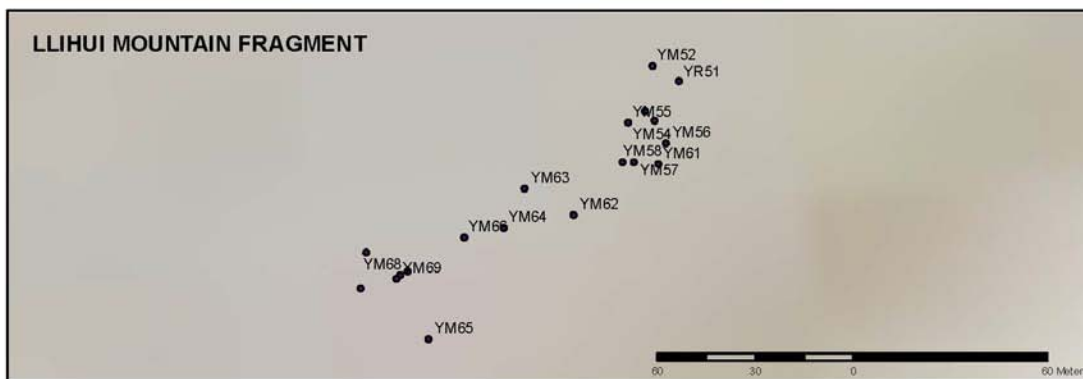 LLIHUI MOUNTAIN FRAGMENT
YM52
YR51
YM55
YM54
YM56
YM58
YM61
YM57
YM63
YM62
YM64
YM66
YM68
YM69
YM65
60
30
0
60 Meter